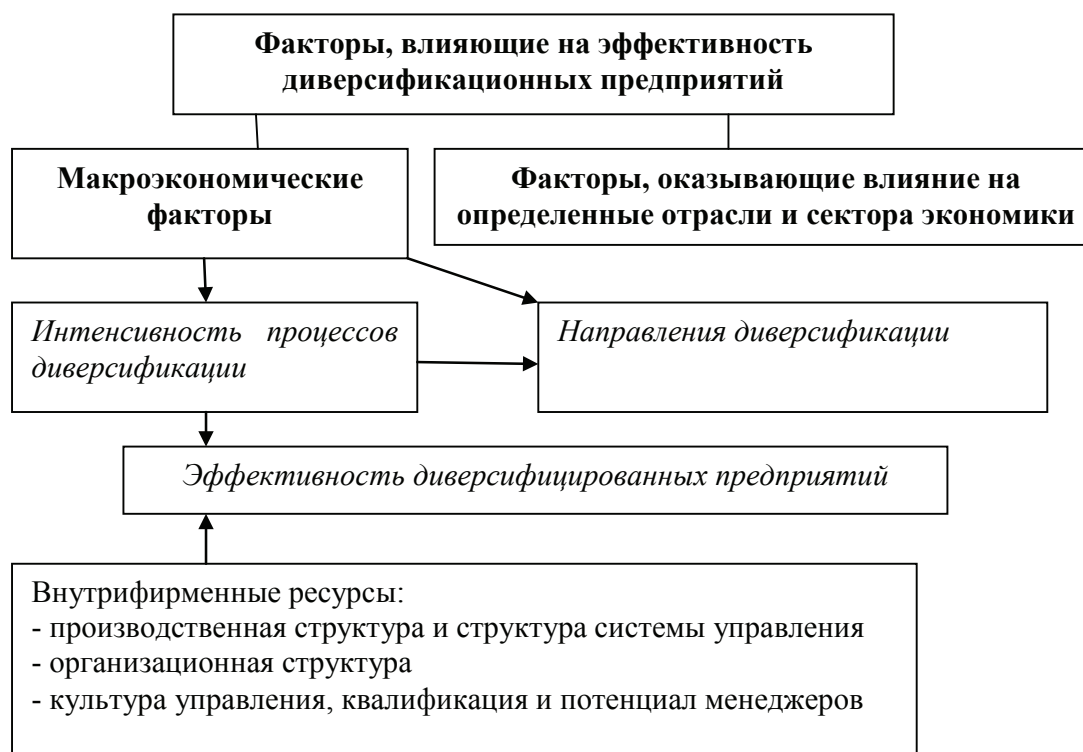 Факторы, влияющие на эффективность
диверсификационных предприятий
Макроэкономические
факторы
Факторы, оказывающие влияние на
определенные отрасли и сектора экономики
Интенсивность процессов
диверсификации
Направления диверсификации
Эффективность диверсифицированных предприятий
Внутрифирменные ресурсы:
- производственная структура и структура системы управления
- организационная структура
- культура управления, квалификация и потенциал менеджеров